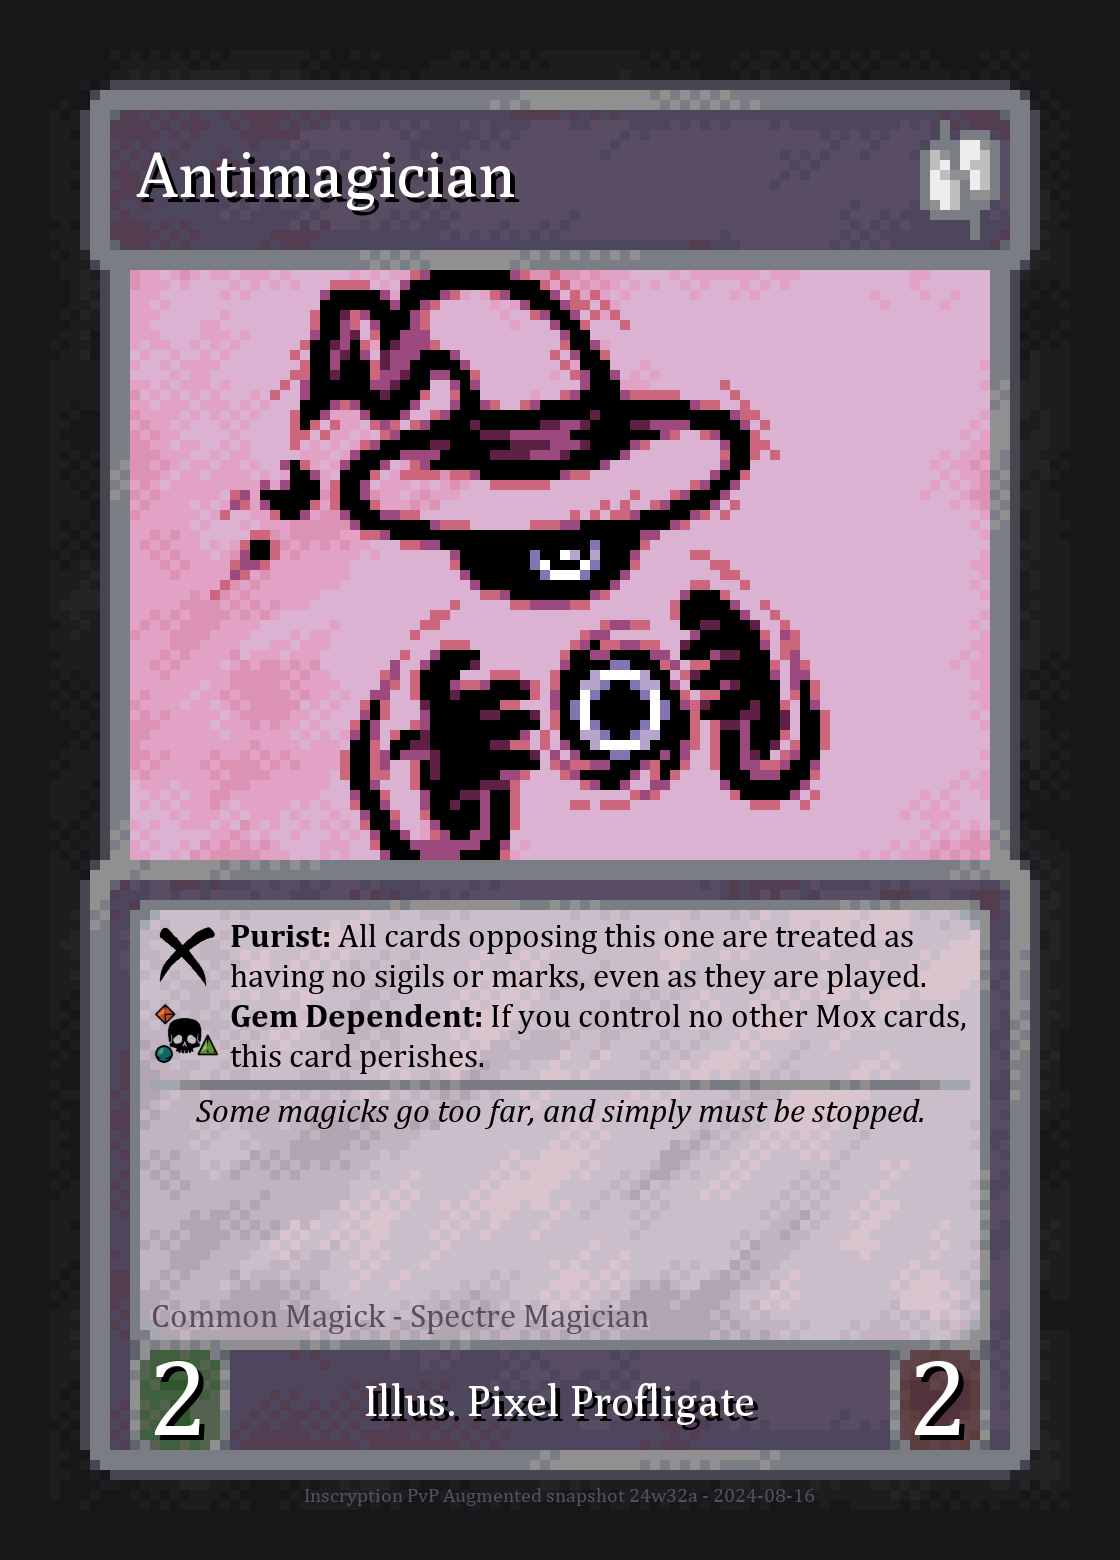 Antimagician
Purist: All cards opposing this one are treated as
having no sigils or marks, even as they are played.
Gem Dependent: If you control no other Mox cards,
this card perishes.
Some magicks go too far, and simply must be stopped.
Common Magick - Spectre Magician
2
Illus. Pixel Profligate
2
Inscryption PvP Augmented snapshot 24w32a - 2024-08-16